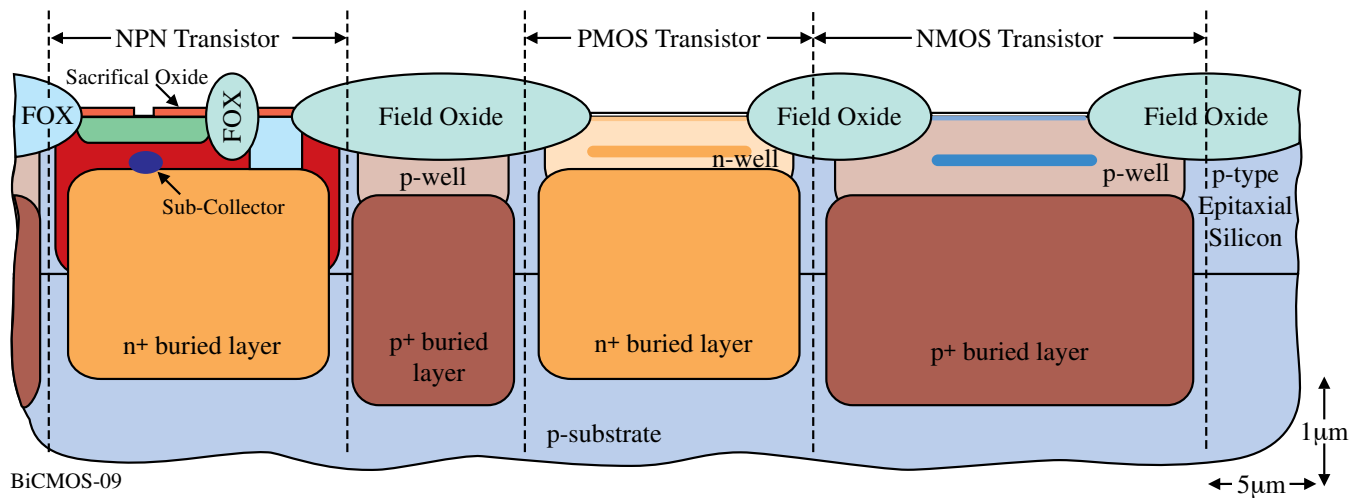 NPN Transistor
PMOS Transistor
NMOS Transistor
Sacrifical Oxide
FOX
FOX
Field Oxide
Field Oxide
Field Oxide
n-well
p-well
p-well
p-type
Epitaxial
Silicon
Sub-Collector
n+ buried layer
p+ buried
layer
n+ buried layer
p+ buried layer
p-substrate
1μm
5μm
BiCMOS-09